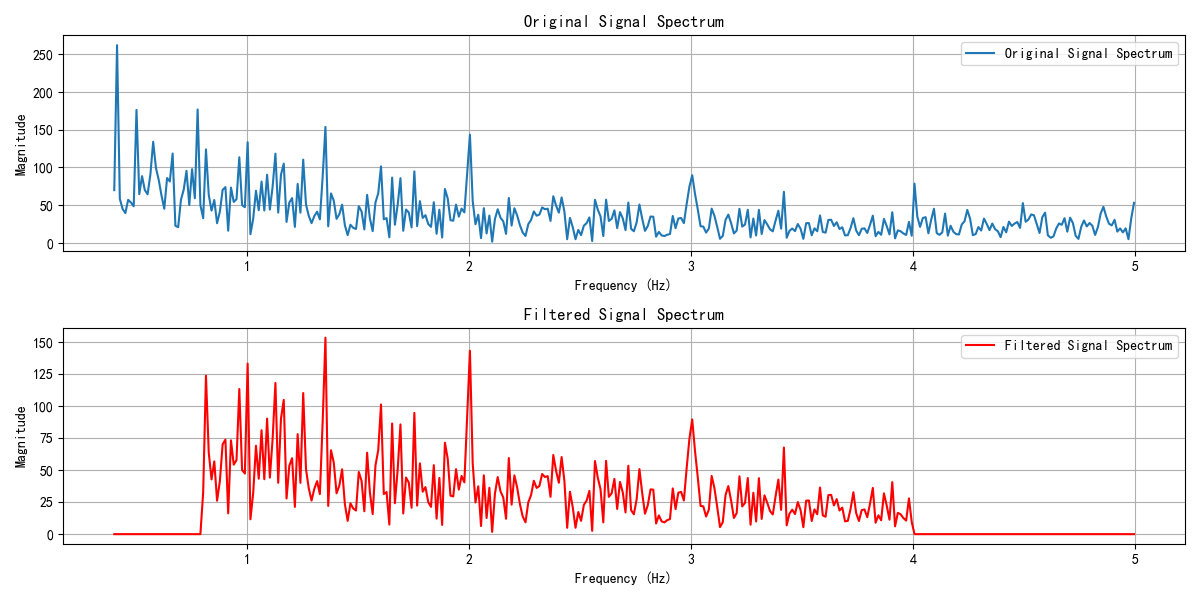 Original Signal Spectrum
250
200
150
100
50
0
Magnitude
Original Signal Spectrum
1 2 3 4 5
Frequency (Hz)
Filtered Signal Spectrum
150
125
100
75
50
25
0
Magnitude
Filtered Signal Spectrum
1 2 3 4 5
Frequency (Hz)